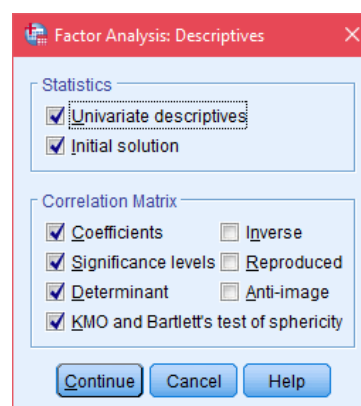 Factor Analysis: Descriptives
Statistics
Univariate descriptives
Initial solution
Correlation Matrix
Coefficients Inverse
Significance levels Reproduced
Determinant Anti-image
KMO and Bartlett's test of sphericity
Continue Cancel Help